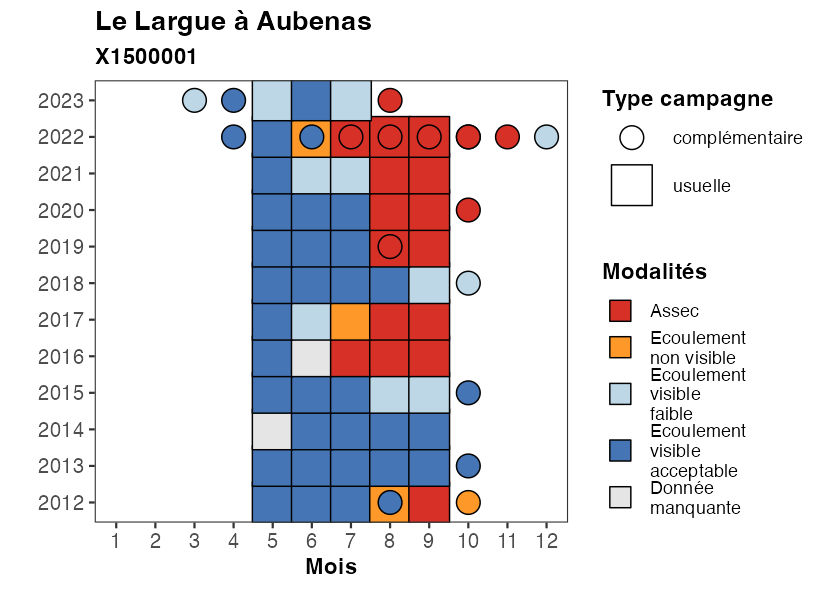 Le Largue à Aubenas
X1500001
2023
2022
2021
2020
2019
2018
2017
2016
2015
2014
2013
2012
1 2 3 4 5 6 7 8 9 10 11 12
Mois
Type campagne
complémentaire
usuelle
Modalités
Assec
Ecoulement
non visible
Ecoulement
visible
faible
Ecoulement
visible
acceptable
Donnée
manquante